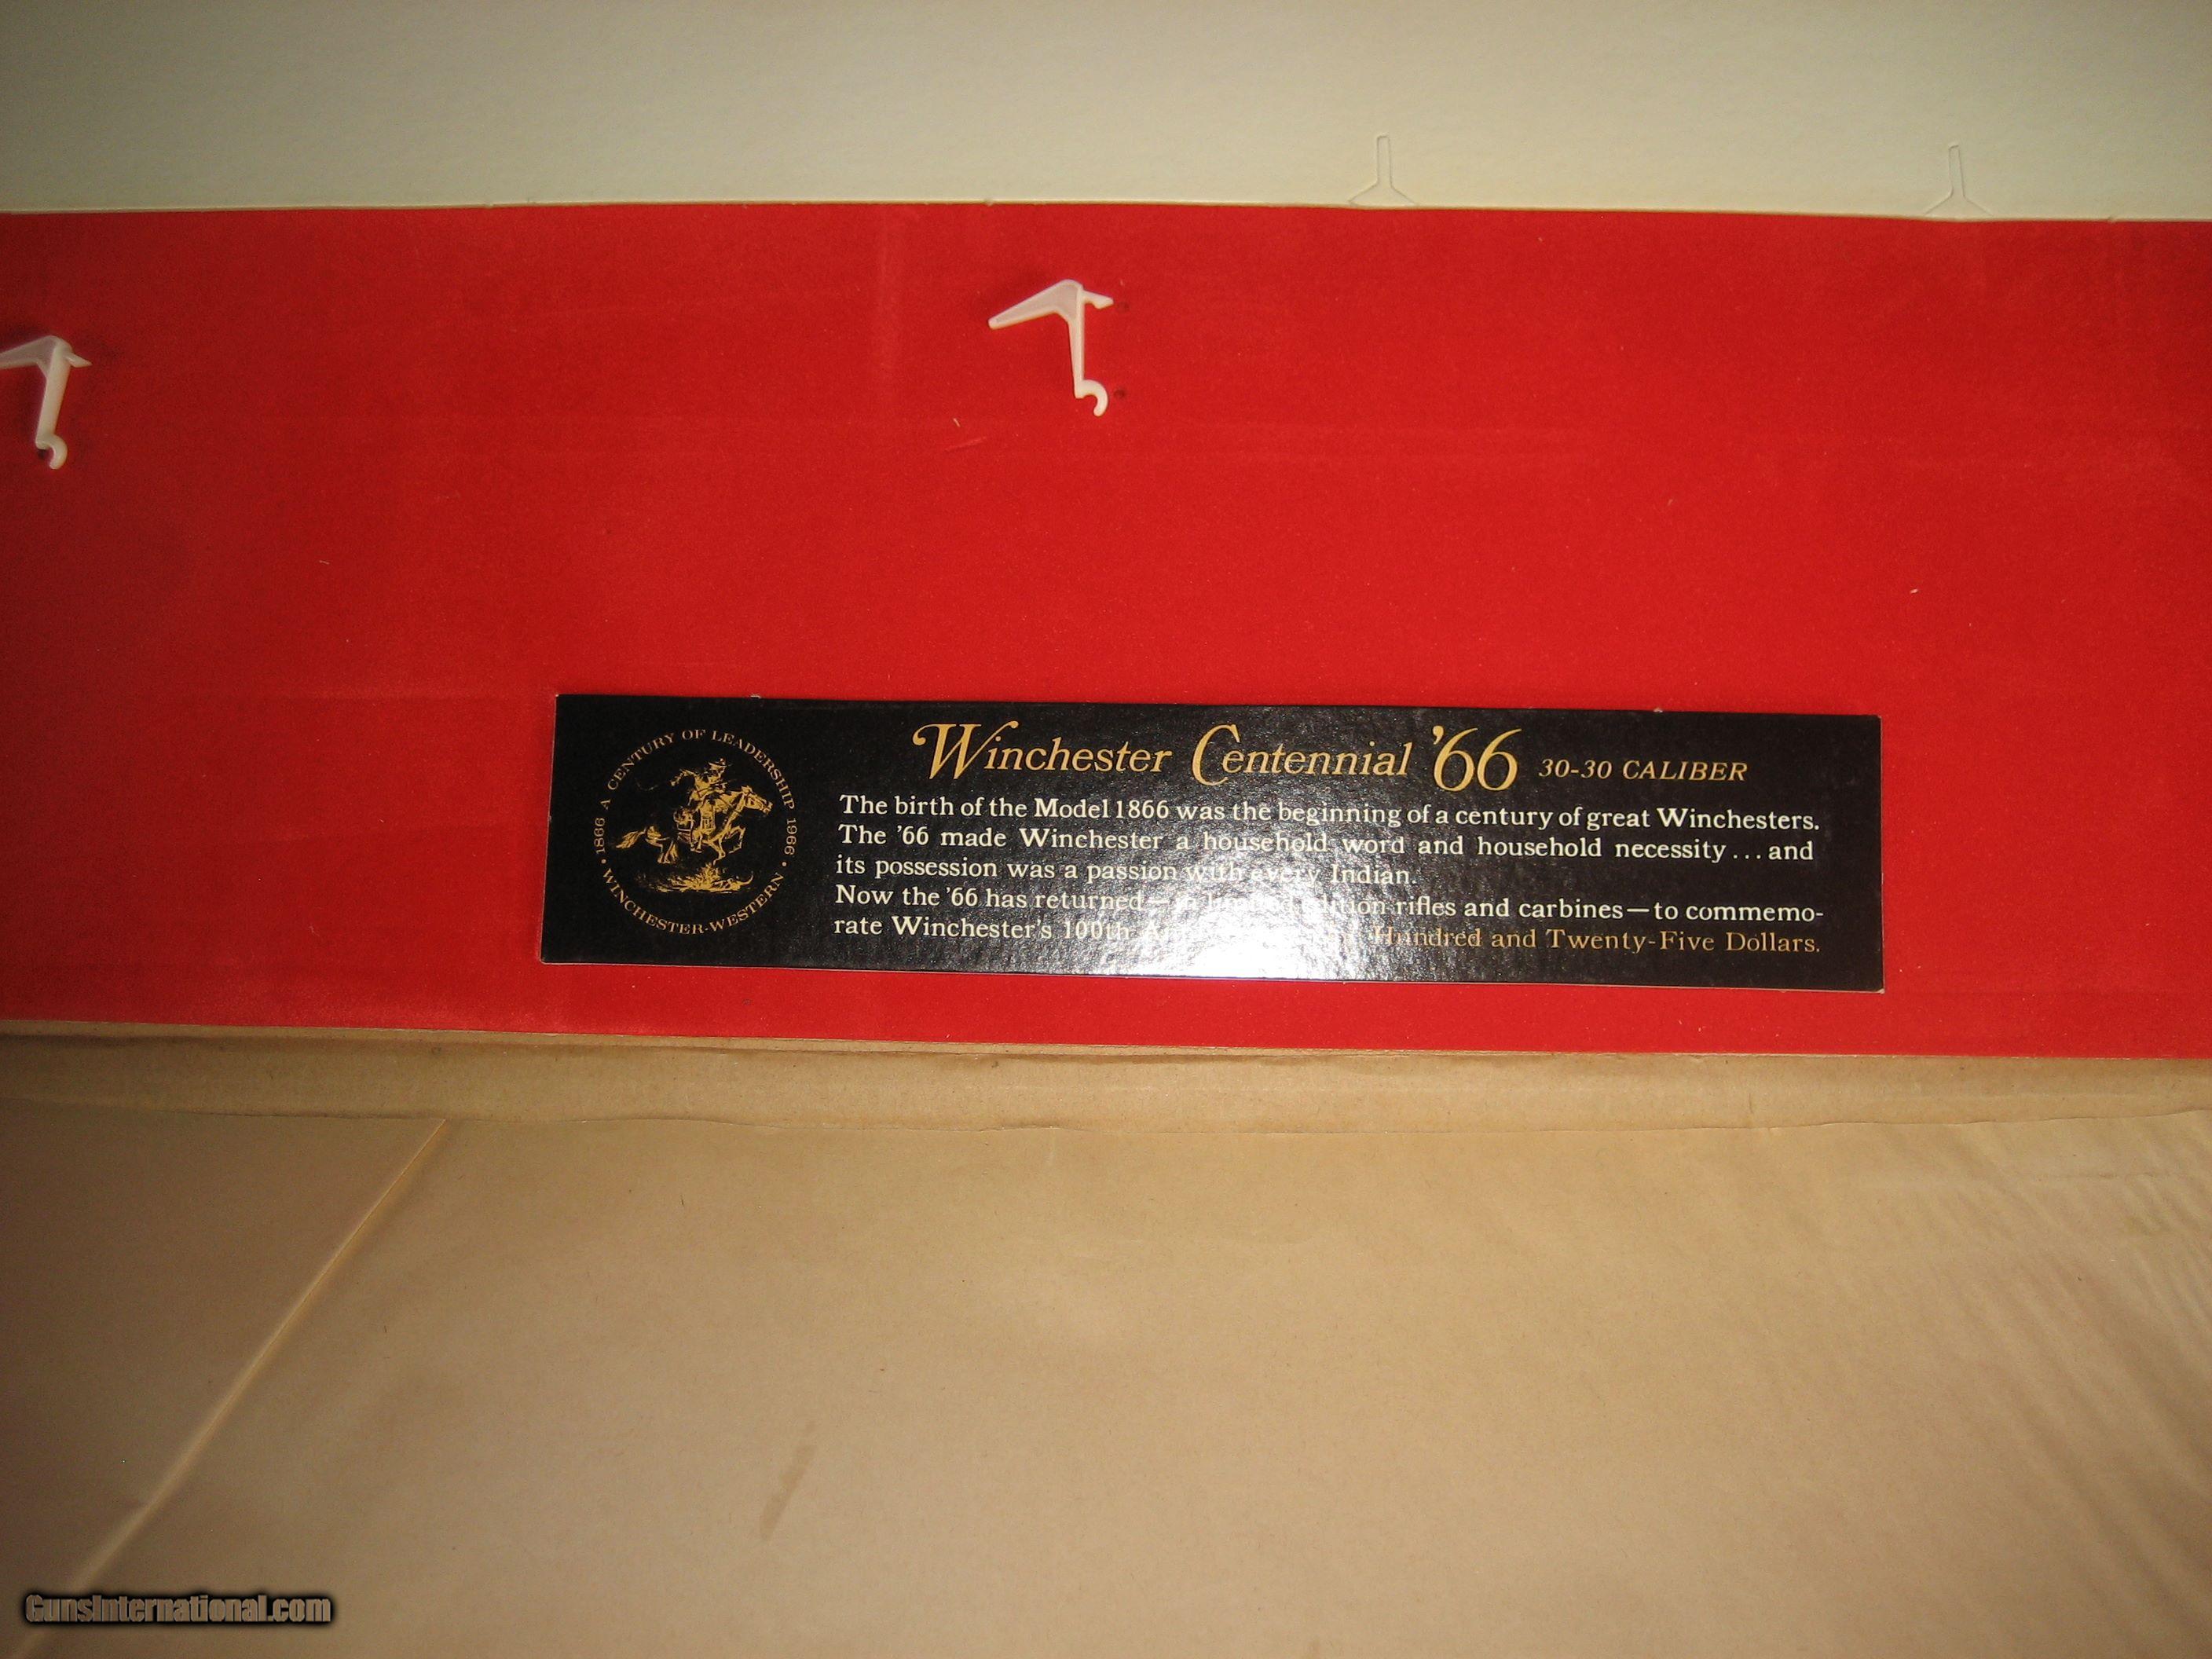 1866 A CENTURY OF LEADERSHIP 1966 • WINCHESTER-WESTERN •
Winchester Centennial '66 30-30 CALIBER
The birth of the Model 1866 was the beginning of a century of great Winchesters.
The '66 made Winchester a household word and household necessity...and
its possession was a passion with every Indian.
Now the '66 has returned— rifles and carbines—to commemo-
rate Winchester's 100th Hundred and Twenty-Five Dollars.
GunsInternational.com